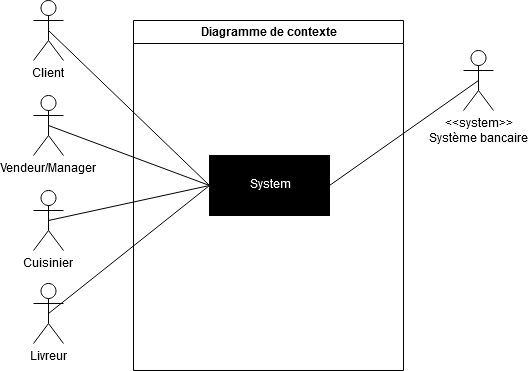 Diagramme de contexte
Client
Vendeur/Manager
Cuisinier
Livreur
System
<<system>>
Système bancaire